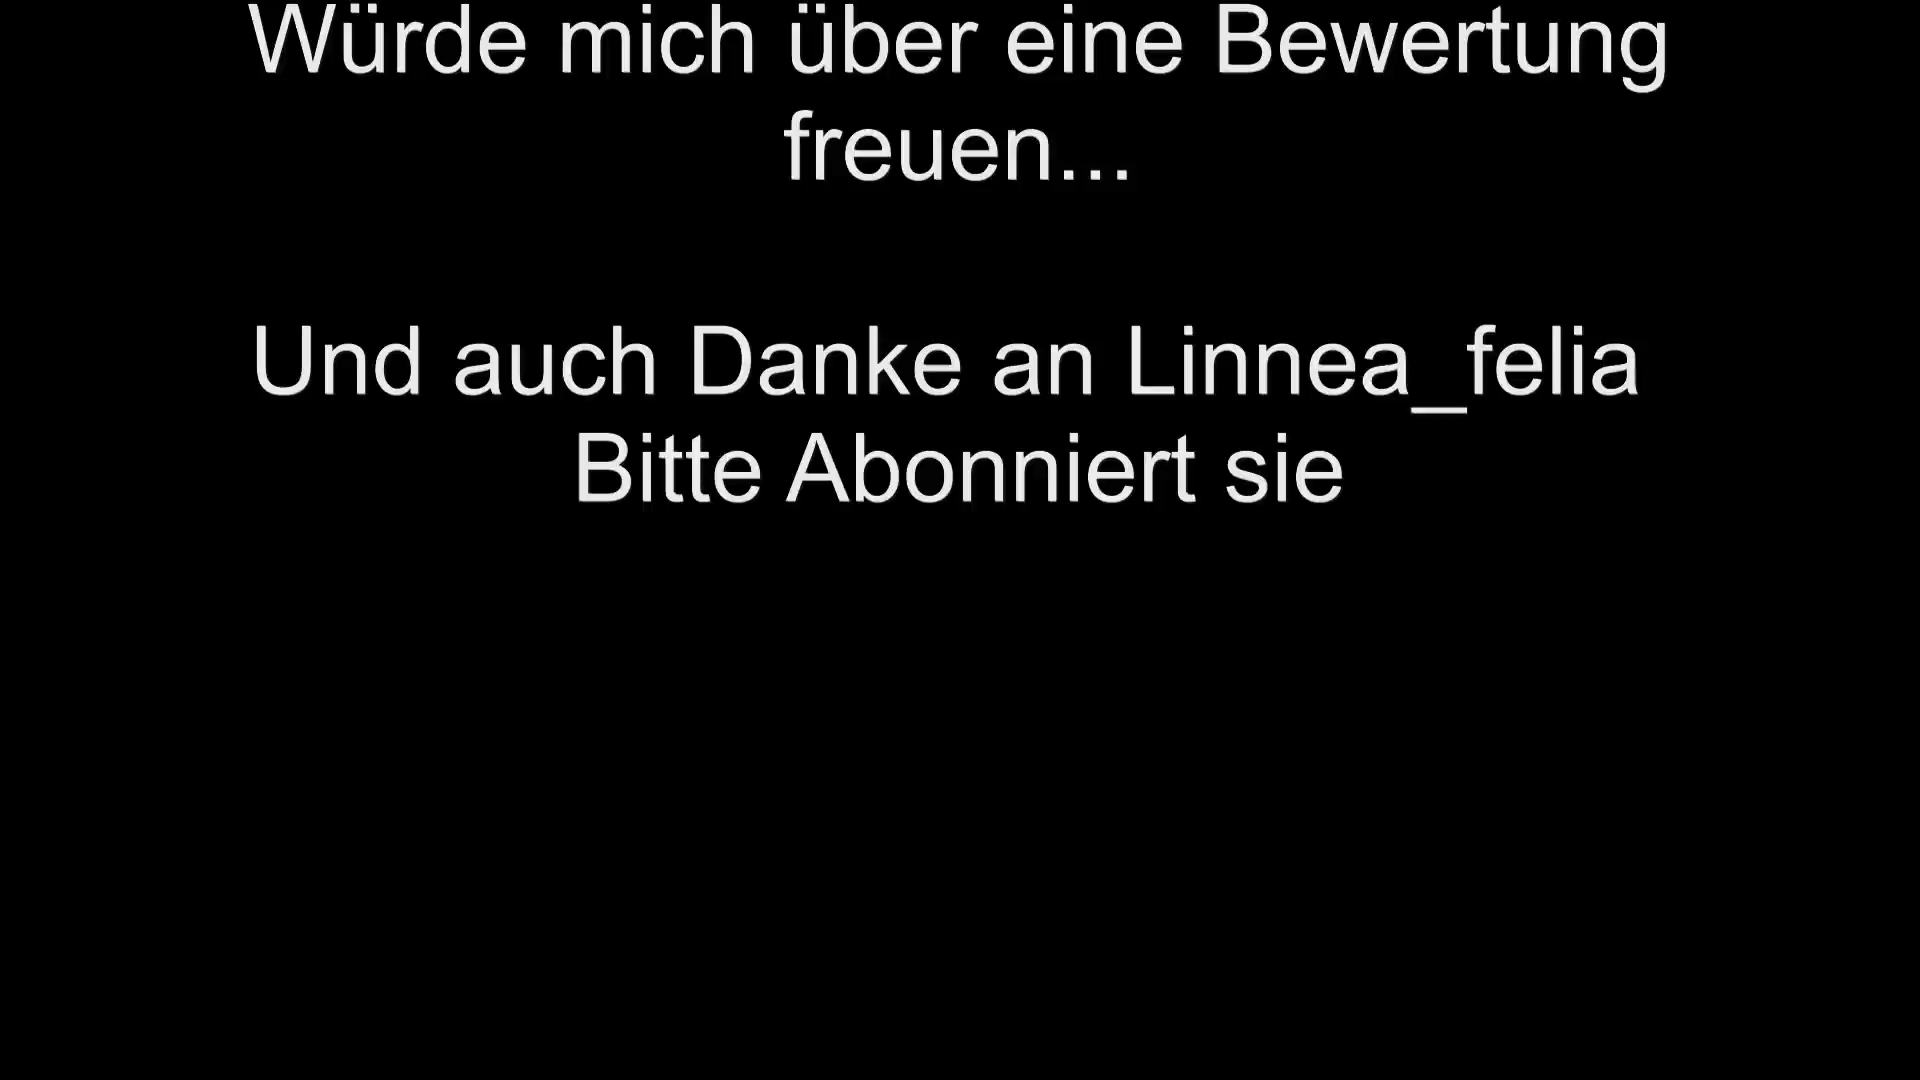 Würde mich über eine Bewertung
freuen...
Und auch Danke an Linnea_felia
Bitte Abonniert sie